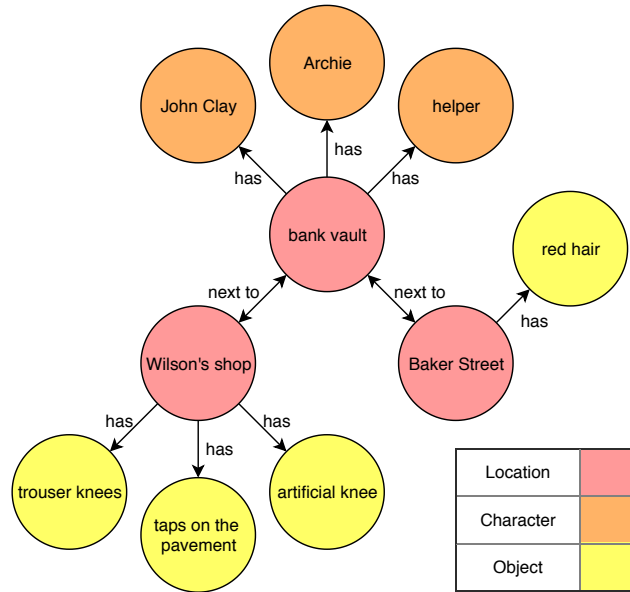 Archie
John Clay
helper
has
has
has
bank vault
red hair
next to
next to
has
Wilson's shop
Baker Street
has
has
has
trouser knees
taps on the
pavement
artificial knee
Location
Character
Object